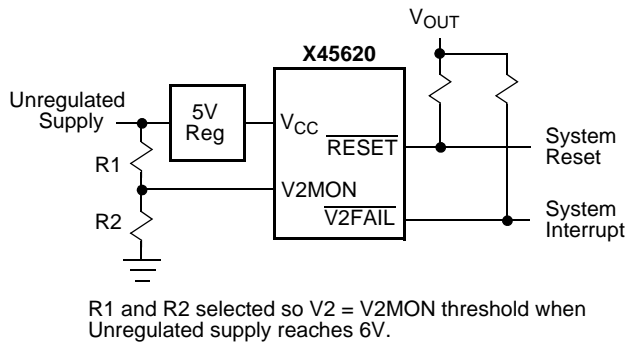 VOUT
X45620
Unregulated
Supply
5V
Reg
VCC
RESET
System
Reset
R1
V2MON
R2
V2FAIL
System
Interrupt
R1 and R2 selected so V2 = V2MON threshold when
Unregulated supply reaches 6V.